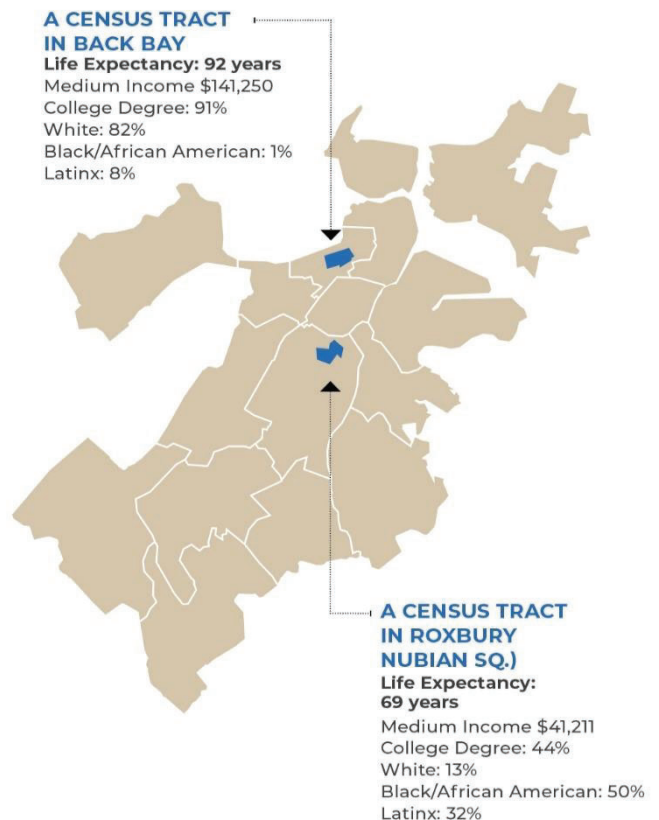 A CENSUS TRACT
IN BACK BAY
Life Expectancy: 92 years
Medium Income $141,250
College Degree: 91%
White: 82%
Black/African American: 1%
Latinx: 8%
A CENSUS TRACT
IN ROXBURY
NUBIAN SQ.)
Life Expectancy:
69 years
Medium Income $41,211
College Degree: 44%
White: 13%
Black/African American: 50%
Latinx: 32%